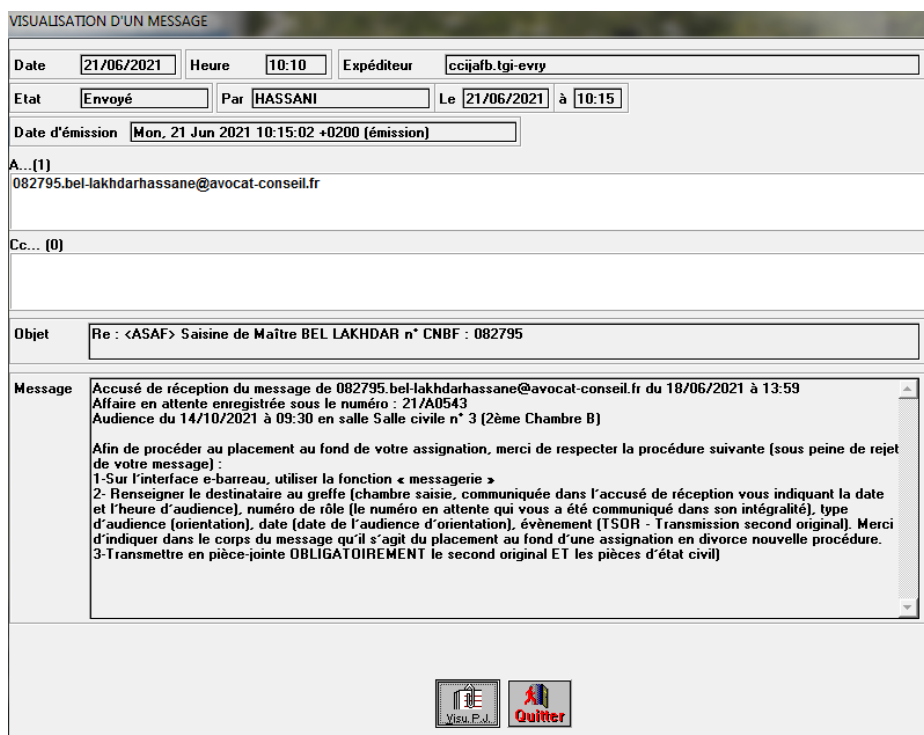 VISUALISATION D'UN MESSAGE
Date 21/06/2021 Heure 10:10 Expéditeur ccijafb.tgi-evry
Etat Envoyé Par HASSANI Le 21/06/2021 à 10:15
Date d'émission Mon, 21 Jun 2021 10:15:02 +0200 (émission)
A...(1)
082795.bel-lakhdarhassane@avocat-conseil.fr
Cc... (0)
Objet Re : <ASAF> Saisine de Maître BEL LAKHDAR n° CNBF : 082795
Message Accusé de réception du message de 082795.bel-lakhdarhassane@avocat-conseil.fr du 18/06/2021 à 13:59
Affaire en attente enregistrée sous le numéro : 21/A0543
Audience du 14/10/2021 à 09:30 en salle Salle civile n° 3 (2ème Chambre B)
Afin de procéder au placement au fond de votre assignation, merci de respecter la procédure suivante (sous peine de rejet
de votre message) :
1-Sur l'interface e-barreau, utiliser la fonction « messagerie »
2- Renseigner le destinataire au greffe (chambre saisie, communiquée dans l'accusé de réception vous indiquant la date
et l'heure d'audience), numéro de rôle (le numéro en attente qui vous a été communiqué dans son intégralité), type
d'audience (orientation), date (date de l'audience d'orientation), évènement (TSOR - Transmission second original). Merci
d'indiquer dans le corps du message qu'il s'agit du placement au fond d'une assignation en divorce nouvelle procédure.
3-Transmettre en pièce-jointe OBLIGATOIREMENT le second original ET les pièces d'état civil)
Visu. P.J. Quitter